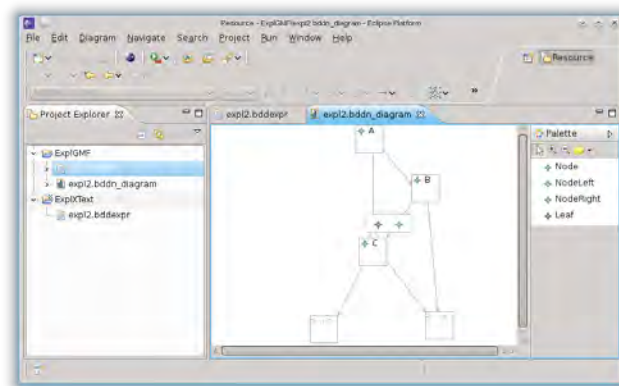 Resource - ExplGMF/expl2.bddn_diagram - Eclipse Platform
File Edit Diagram Navigate Search Project Run Window Help
Resource
Project Explorer
expl2.bddexpr
expl2.bddn_diagram
Palette
ExplGMF
expl2.bddn_diagram
ExplXText
expl2.bddexpr
A
B
C
Node
NodeLeft
NodeRight
Leaf